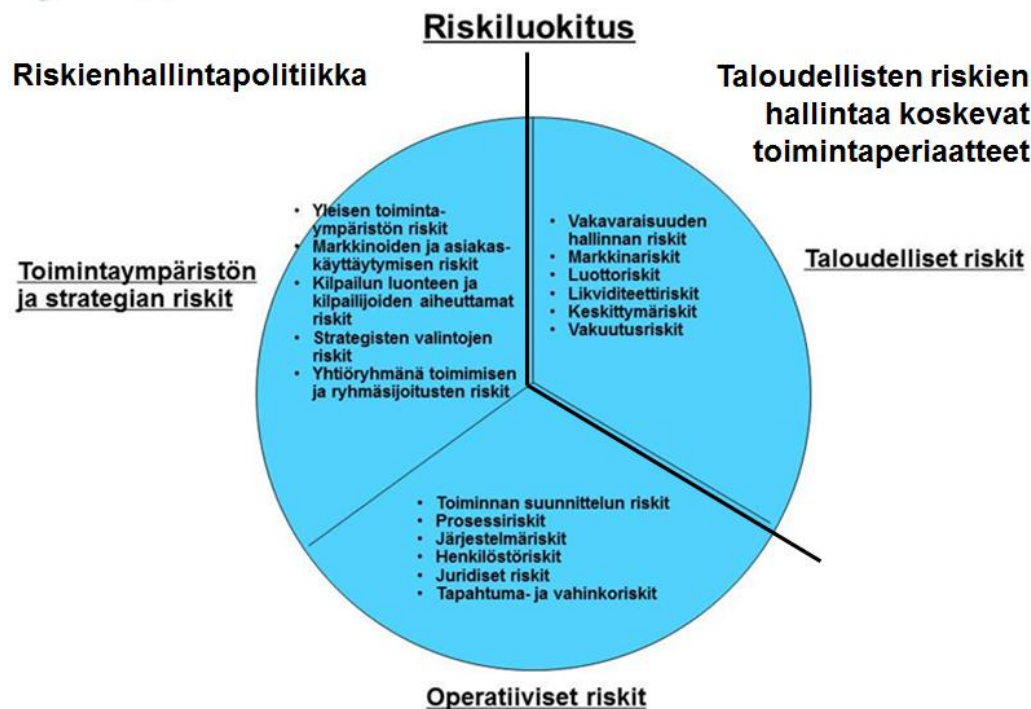 Riskiluokitus
Riskienhallintapolitiikka
Taloudellisten riskien
hallintaa koskevat
toimintaperiaatteet
Toimintaympäristön
ja strategian riskit
• Yleisen toiminta-
ympäristön riskit
• Markkinoiden ja asiakas-
käyttäytymisen riskit
• Kilpailun luonteen ja
kilpailijoiden aiheuttamat
riskit
• Strategisten valintojen
riskit
• Yhtiöryhmänä toimimisen
ja ryhmäsijoitusten riskit
• Vakavaraisuuden
hallinnan riskit
• Markkinariskit
• Luottoriskit
• Likviditeettiriskit
• Keskittymäriskit
• Vakuutusriskit
Taloudelliset riskit
• Toiminnan suunnittelun riskit
• Prosessiriskit
• Järjestelmäriskit
• Henkilöstöriskit
• Juridiset riskit
• Tapahtuma- ja vahinkoriskit
Operatiiviset riskit